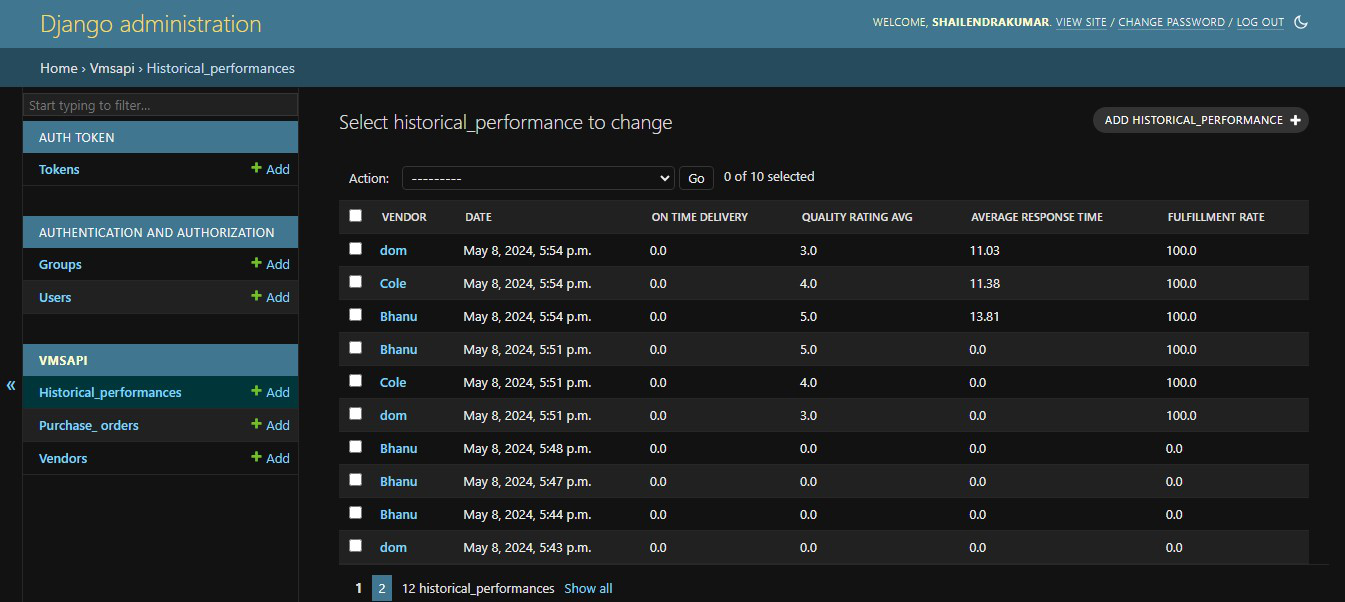 Django administration
WELCOME, SHAILENDRAKUMAR. VIEW SITE / CHANGE PASSWORD / LOG OUT
Home › Vmsapi › Historical_performances
Start typing to filter...
AUTH TOKEN
Tokens + Add
AUTHENTICATION AND AUTHORIZATION
Groups + Add
Users + Add
VMSAPI
«
Historical_performances + Add
Purchase_ orders + Add
Vendors + Add
Select historical_performance to change
ADD HISTORICAL_PERFORMANCE +
Action: --------- Go 0 of 10 selected
VENDOR DATE ON TIME DELIVERY QUALITY RATING AVG AVERAGE RESPONSE TIME FULFILLMENT RATE
dom May 8, 2024, 5:54 p.m. 0.0 3.0 11.03 100.0
Cole May 8, 2024, 5:54 p.m. 0.0 4.0 11.38 100.0
Bhanu May 8, 2024, 5:54 p.m. 0.0 5.0 13.81 100.0
Bhanu May 8, 2024, 5:51 p.m. 0.0 5.0 0.0 100.0
Cole May 8, 2024, 5:51 p.m. 0.0 4.0 0.0 100.0
dom May 8, 2024, 5:51 p.m. 0.0 3.0 0.0 100.0
Bhanu May 8, 2024, 5:48 p.m. 0.0 0.0 0.0 0.0
Bhanu May 8, 2024, 5:47 p.m. 0.0 0.0 0.0 0.0
Bhanu May 8, 2024, 5:44 p.m. 0.0 0.0 0.0 0.0
dom May 8, 2024, 5:43 p.m. 0.0 0.0 0.0 0.0
1 2 12 historical_performances Show all